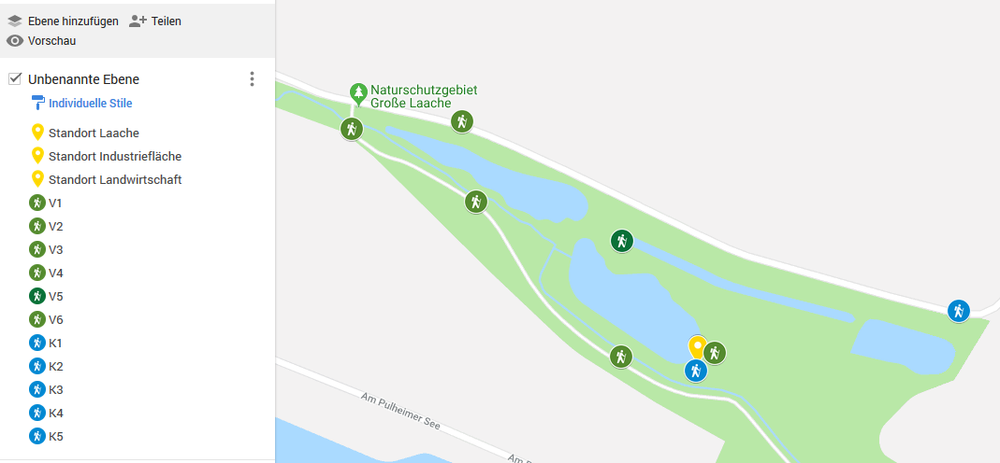 Ebene hinzufügen
Teilen
Vorschau
Unbenannte Ebene
Individuelle Stile
Standort Laache
Standort Industriefläche
Standort Landwirtschaft
V1
V2
V3
V4
V5
V6
K1
K2
K3
K4
K5
Naturschutzgebiet
Große Laache
Am Pulheimer See
Am